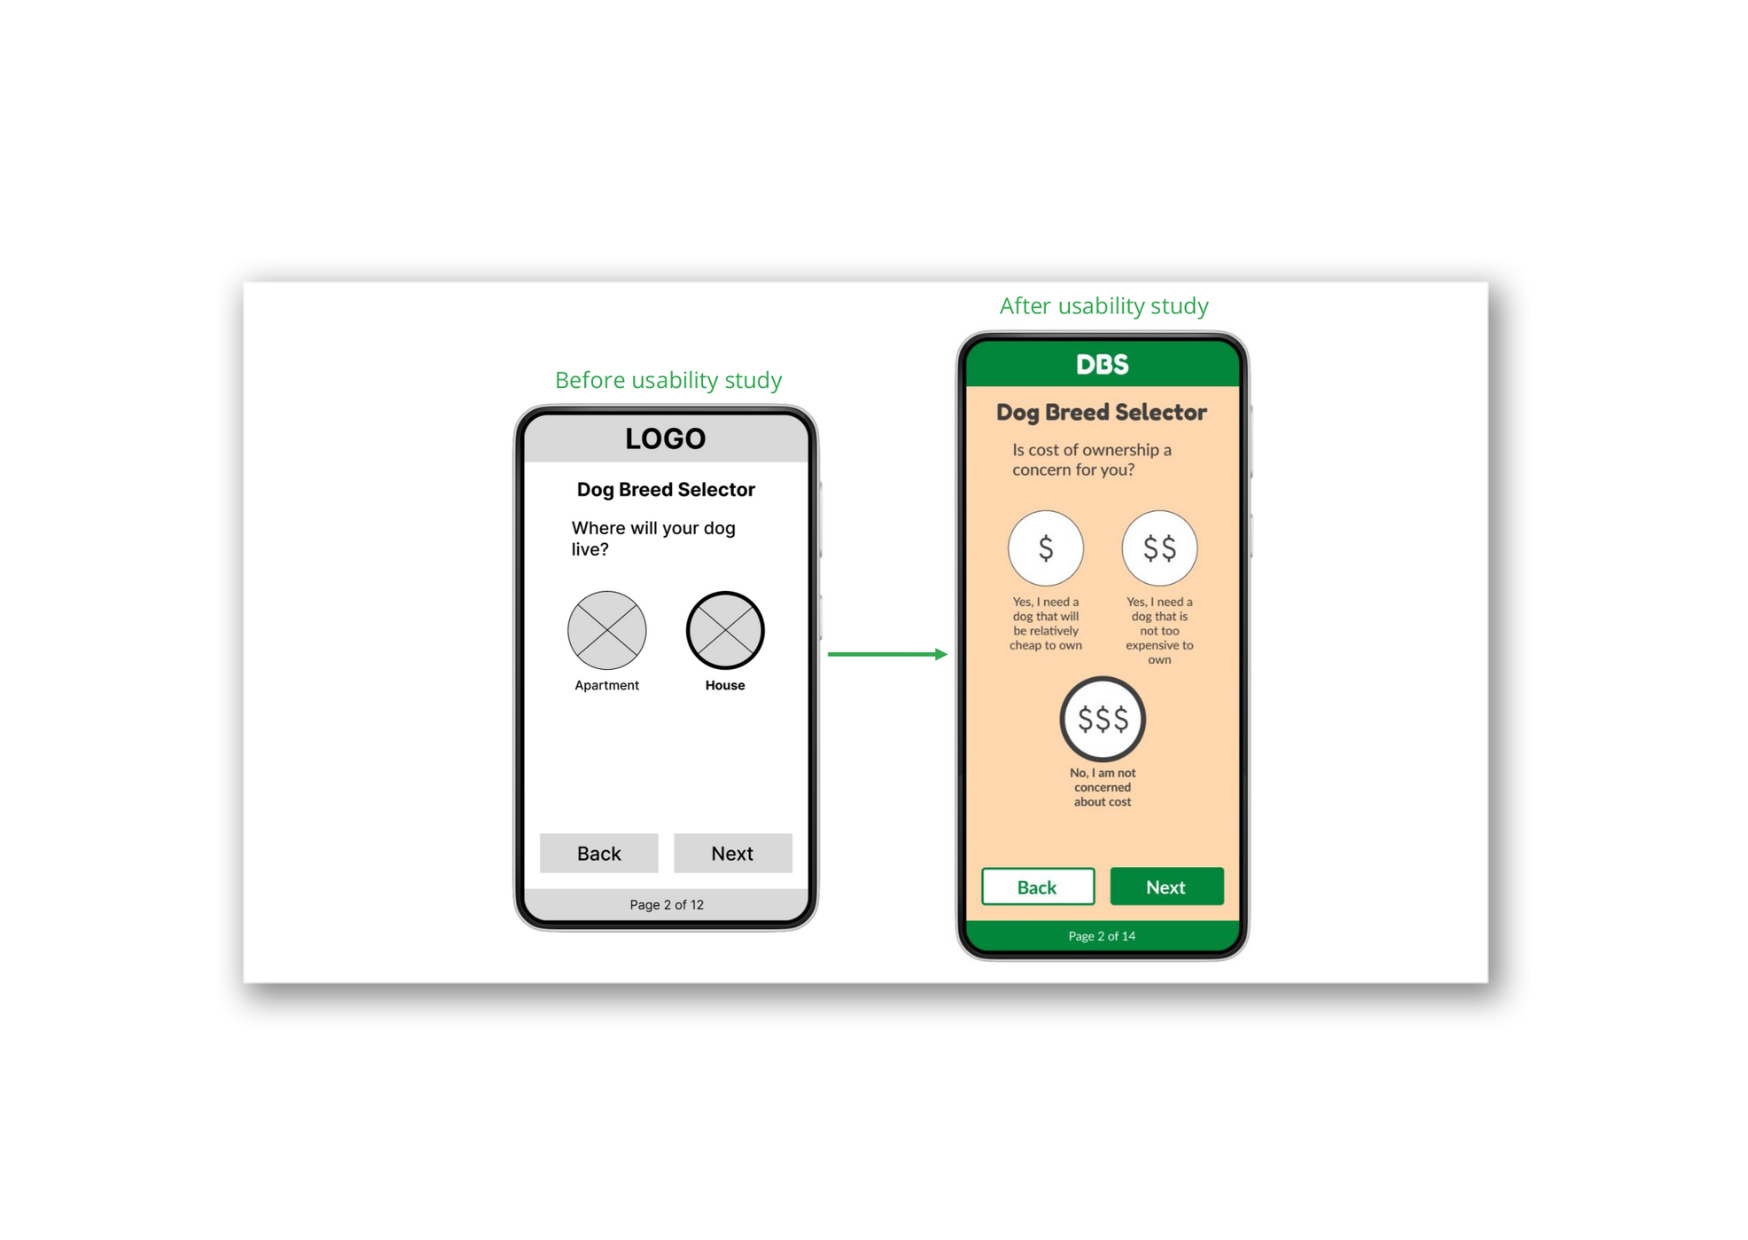 Before usability study
LOGO
Dog Breed Selector
Where will your dog
live?
Apartment
House
Back
Next
Page 2 of 12
After usability study
DBS
Dog Breed Selector
Is cost of ownership a
concern for you?
$
Yes, I need a
dog that will
be relatively
cheap to own
$$
Yes, I need a
dog that is
not too
expensive to
own
$$$
No, I am not
concerned
about cost
Back
Next
Page 2 of 14